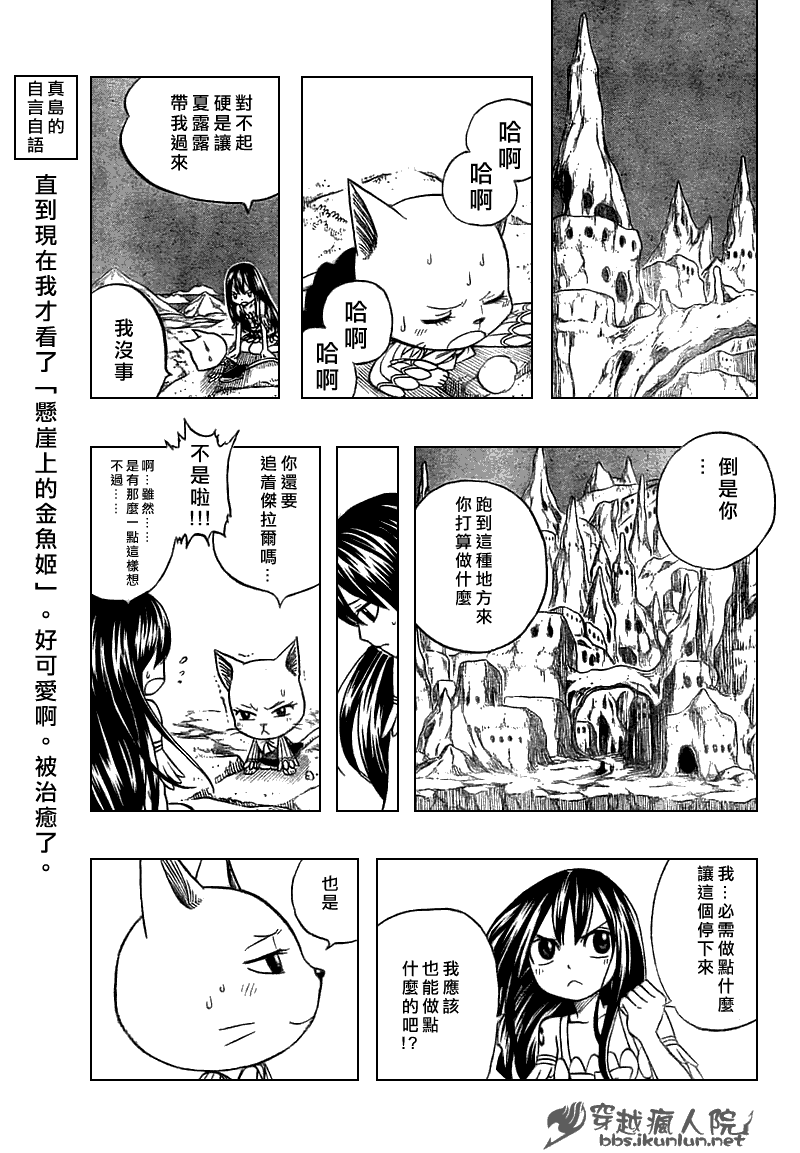 哈啊
哈啊
哈啊
哈啊
對不起
硬是讓
夏露露
帶我過來
我沒事
倒是你
⋯
跑到這種地方來
你打算做什麼
你還要
追着傑拉爾嗎⋯
不是啦!!!
啊⋯雖然⋯⋯
是有那麼一點這樣想
不過⋯⋯
我⋯必需做點什麼
讓這個停下來
我應該
也能做點
什麼的吧!?
也是
真島的
自言自語
直到現在我才看了「懸崖上的金魚姬」。好可愛啊。被治癒了。
穿越瘋人院
bbs.ikunlun.net